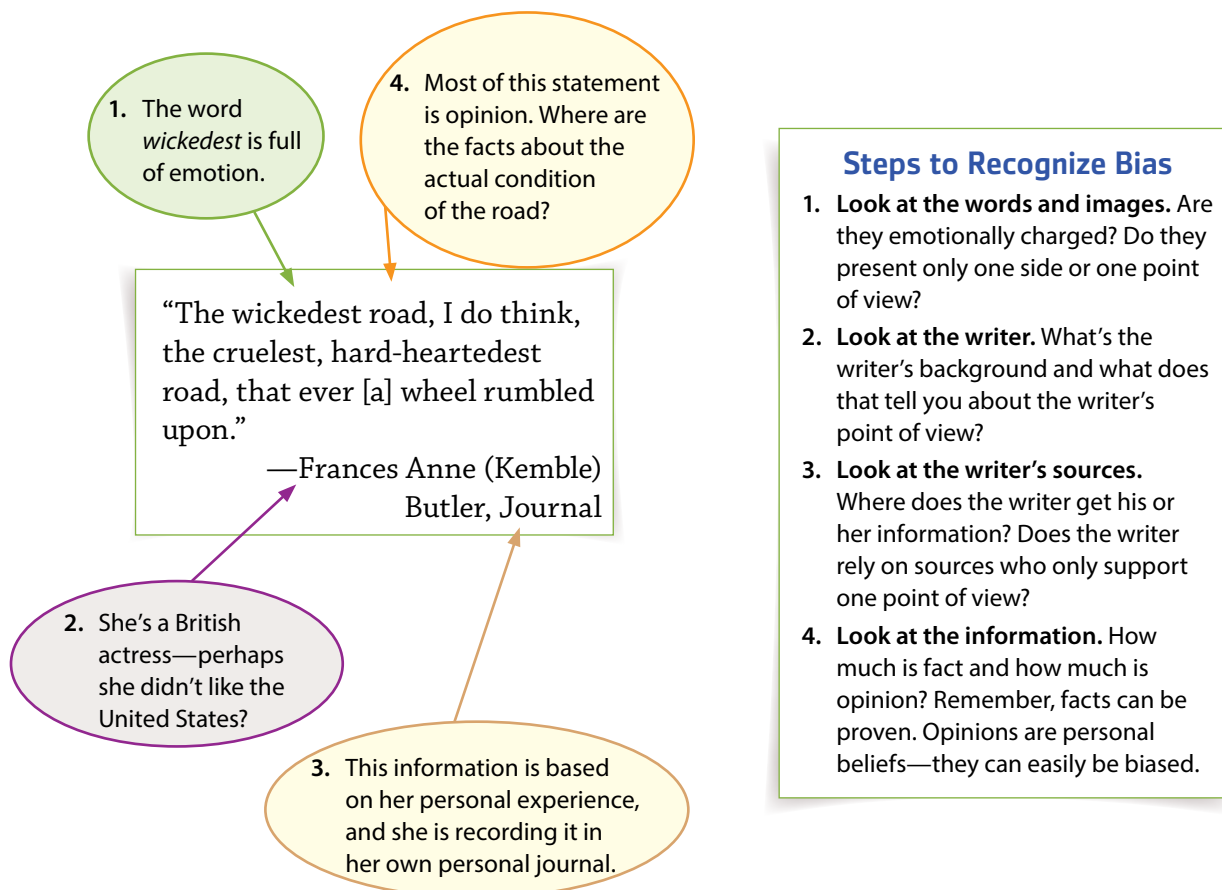 1. The word
wickedest is full
of emotion.
4. Most of this statement
is opinion. Where are
the facts about the
actual condition
of the road?
“The wickedest road, I do think,
the cruelest, hard-heartedest
road, that ever [a] wheel rumbled
upon.”
—Frances Anne (Kemble)
Butler, Journal
2. She’s a British
actress—perhaps
she didn’t like the
United States?
3. This information is based
on her personal experience,
and she is recording it in
her own personal journal.
Steps to Recognize Bias
1. Look at the words and images. Are
they emotionally charged? Do they
present only one side or one point
of view?
2. Look at the writer. What’s the
writer’s background and what does
that tell you about the writer’s
point of view?
3. Look at the writer’s sources.
Where does the writer get his or
her information? Does the writer
rely on sources who only support
one point of view?
4. Look at the information. How
much is fact and how much is
opinion? Remember, facts can be
proven. Opinions are personal
beliefs—they can easily be biased.